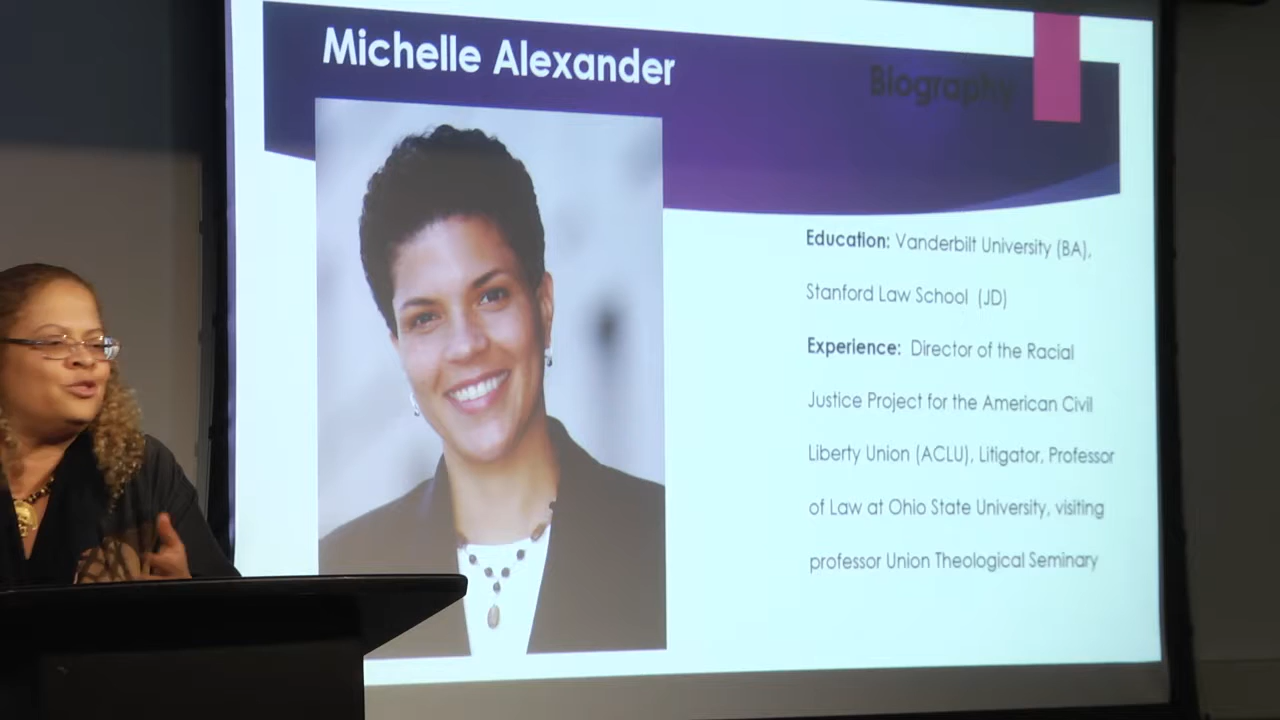 Michelle Alexander
Biography
Education: Vanderbilt University (BA),
Stanford Law School (JD)
Experience: Director of the Racial
Justice Project for the American Civil
Liberty Union (ACLU), Litigator, Professor
of Law at Ohio State University, visiting
professor Union Theological Seminary